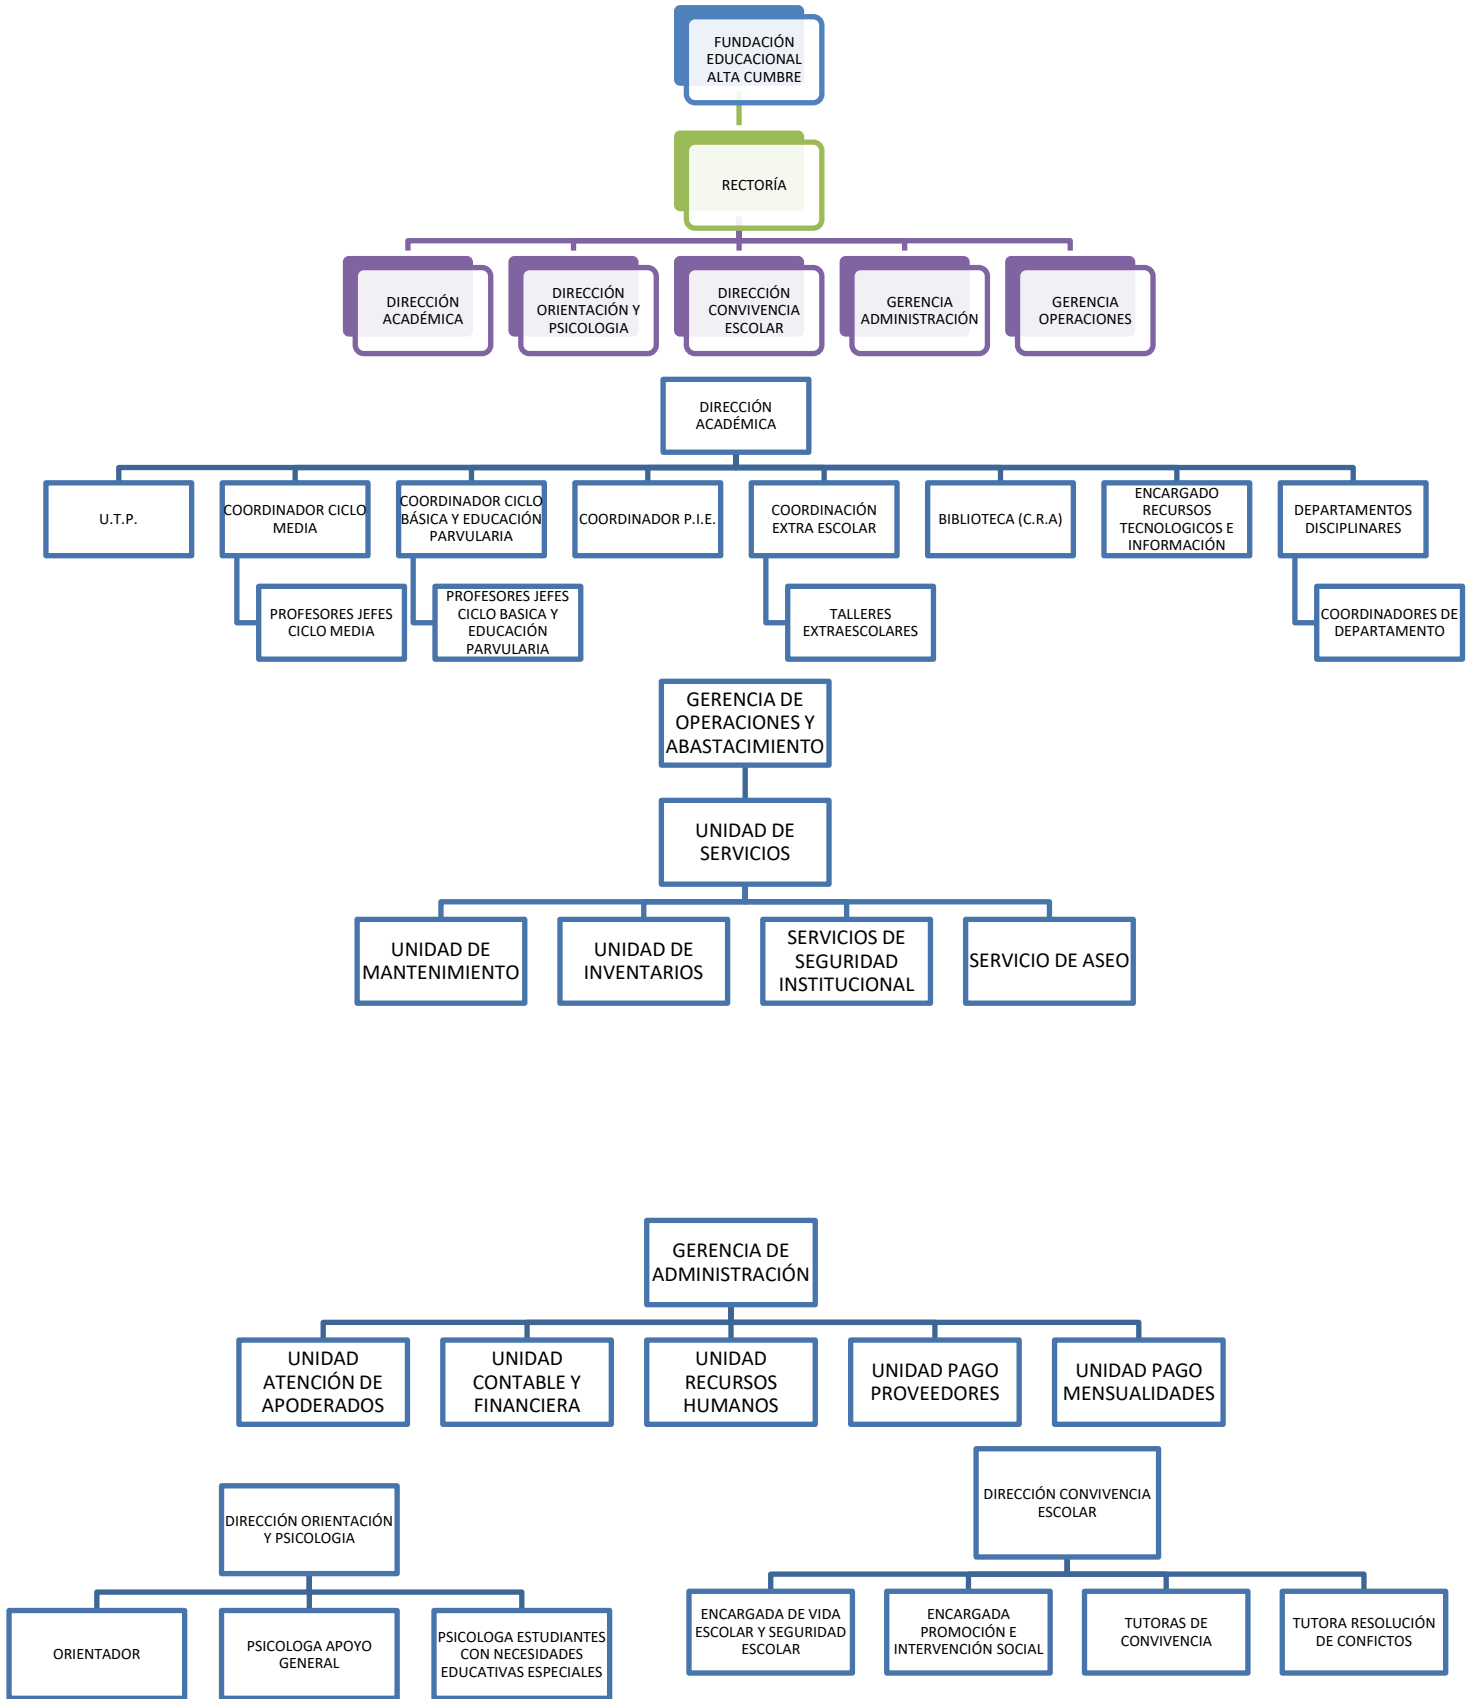 FUNDACIÓN
EDUCACIONAL
ALTA CUMBRE
RECTORÍA
DIRECCIÓN
ACADÉMICA
DIRECCIÓN
ORIENTACIÓN Y
PSICOLOGIA
DIRECCIÓN
CONVIVENCIA
ESCOLAR
GERENCIA
ADMINISTRACIÓN
GERENCIA
OPERACIONES
DIRECCIÓN
ACADÉMICA
U.T.P.
COORDINADOR CICLO
MEDIA
COORDINADOR CICLO
BÁSICA Y EDUCACIÓN
PARVULARIA
COORDINADOR P.I.E.
COORDINACIÓN
EXTRA ESCOLAR
BIBLIOTECA (C.R.A)
ENCARGADO
RECURSOS
TECNOLOGICOS E
INFORMACIÓN
DEPARTAMENTOS
DISCIPLINARES
PROFESORES JEFES
CICLO MEDIA
PROFESORES JEFES
CICLO BASICA Y
EDUCACIÓN
PARVULARIA
TALLERES
EXTRAESCOLARES
COORDINADORES DE
DEPARTAMENTO
GERENCIA DE
OPERACIONES Y
ABASTACIMIENTO
UNIDAD DE
SERVICIOS
UNIDAD DE
MANTENIMIENTO
UNIDAD DE
INVENTARIOS
SERVICIOS DE
SEGURIDAD
INSTITUCIONAL
SERVICIO DE ASEO
GERENCIA DE
ADMINISTRACIÓN
UNIDAD
ATENCIÓN DE
APODERADOS
UNIDAD
CONTABLE Y
FINANCIERA
UNIDAD
RECURSOS
HUMANOS
UNIDAD PAGO
PROVEEDORES
UNIDAD PAGO
MENSUALIDADES
DIRECCIÓN ORIENTACIÓN
Y PSICOLOGIA
ORIENTADOR
PSICOLOGA APOYO
GENERAL
PSICOLOGA ESTUDIANTES
CON NECESIDADES
EDUCATIVAS ESPECIALES
DIRECCIÓN CONVIVENCIA
ESCOLAR
ENCARGADA DE VIDA
ESCOLAR Y SEGURIDAD
ESCOLAR
ENCARGADA
PROMOCIÓN E
INTERVENCIÓN SOCIAL
TUTORAS DE
CONVIVENCIA
TUTORA RESOLUCIÓN
DE CONFICTOS